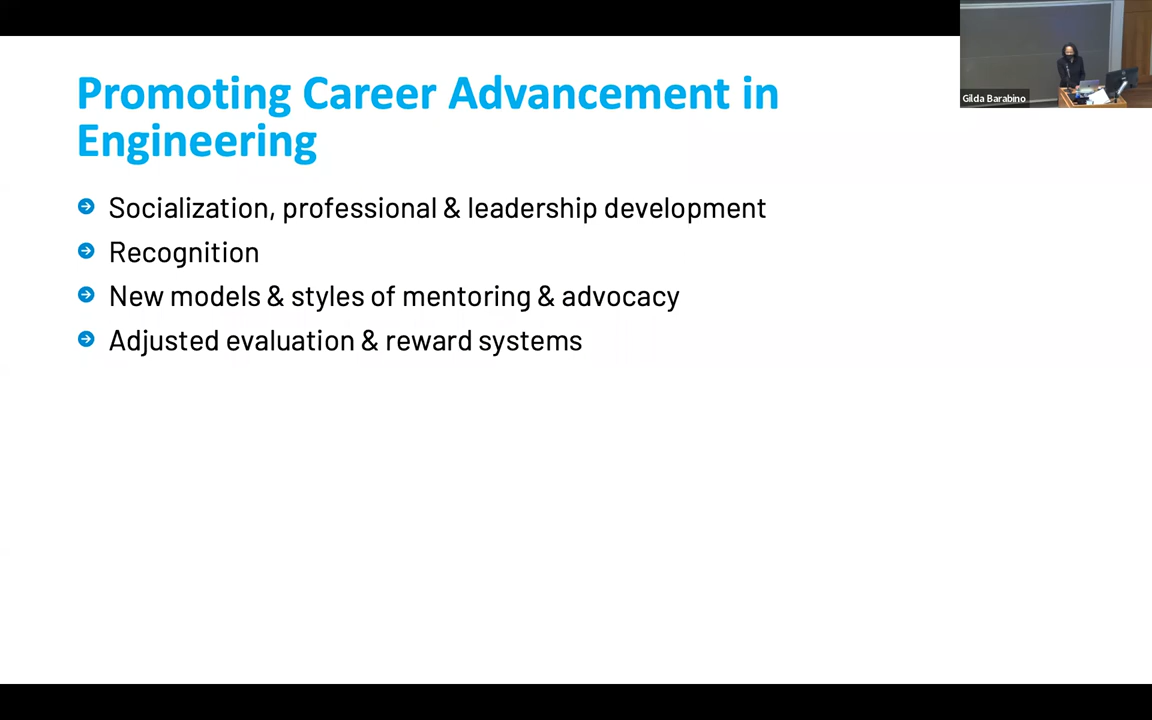 Promoting Career Advancement in
Engineering
Socialization, professional & leadership development
Recognition
New models & styles of mentoring & advocacy
Adjusted evaluation & reward systems
Gilda Barabino